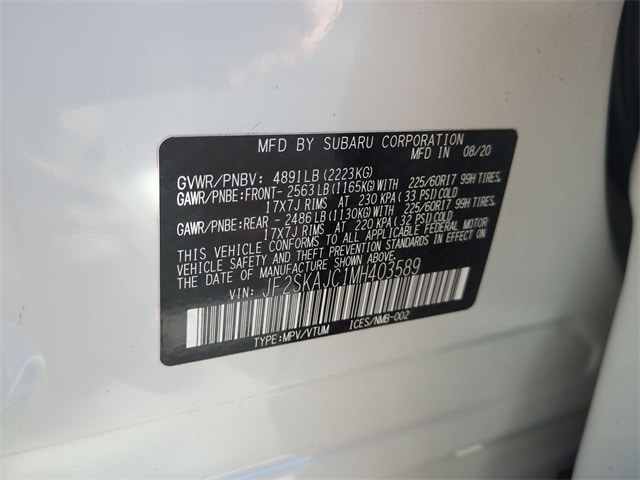 MFD BY SUBARU CORPORATION
MFD IN 08/20
GVWR/PNBV: 4891LB (2223KG)
GAWR/PNBE:FRONT- 2563LB (1165KG)WITH 225/60R17 99H TIRES,
17X7J RIMS AT 230 KPA (33 PSI)COLD
GAWR/PNBE:REAR - 2486LB (1130KG)WITH 225/60R17 99H TIRES,
17X7J RIMS AT 220 KPA (32 PSI)COLD
THIS VEHICLE CONFORMS TO ALL APPLICABLE FEDERAL MOTOR
VEHICLE SAFETY AND THEFT PREVENTION STANDARDS IN EFFECT ON
THE DATE OF MANUFACTURE SHOWN ABOVE.
VIN: JF2SKAJC1MH403589
TYPE:MPV/VTUM ICES/NMB-002